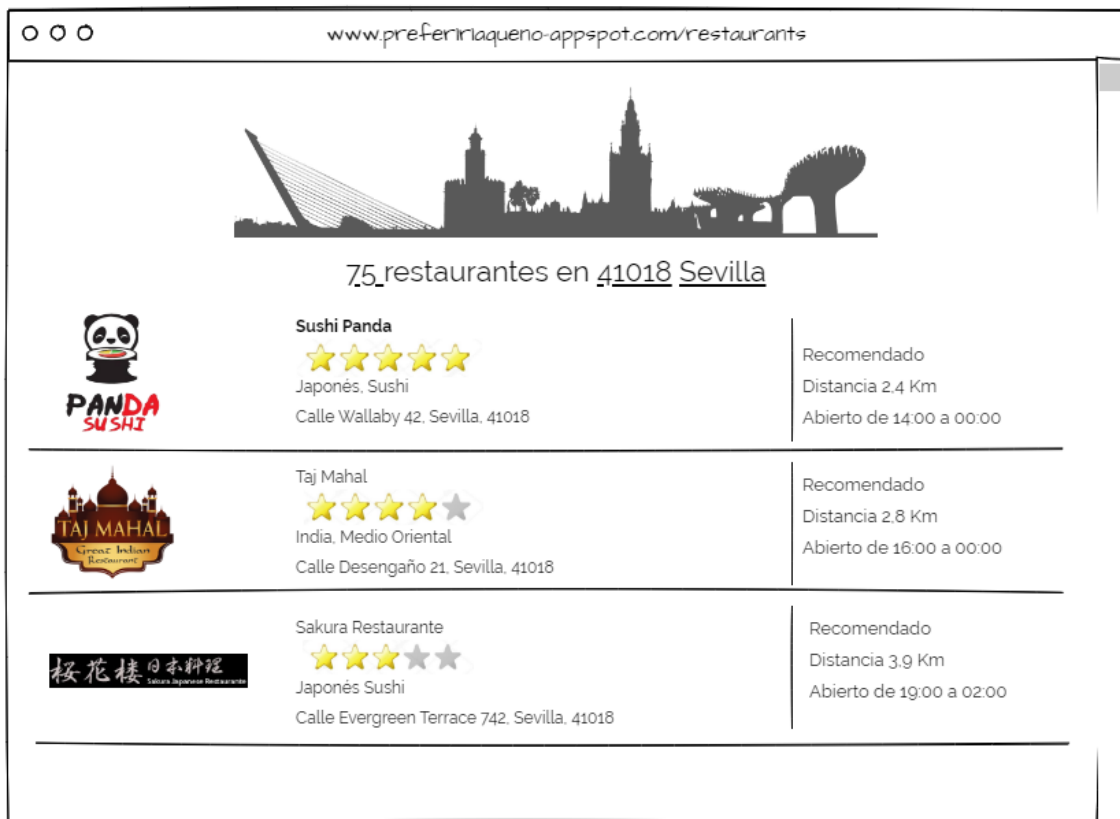 www.prefeririaqueno-appspot.com/restaurants
75 restaurantes en 41018 Sevilla
PANDA
SUSHI
Sushi Panda
Japonés, Sushi
Calle Wallaby 42, Sevilla, 41018
Recomendado
Distancia 2,4 Km
Abierto de 14:00 a 00:00
TAJ MAHAL
Great Indian
Restaurant
Taj Mahal
India, Medio Oriental
Calle Desengaño 21, Sevilla, 41018
Recomendado
Distancia 2,8 Km
Abierto de 16:00 a 00:00
桜花楼 日本料理
Sakura Japanese Restaurante
Sakura Restaurante
Japonés Sushi
Calle Evergreen Terrace 742, Sevilla, 41018
Recomendado
Distancia 3,9 Km
Abierto de 19:00 a 02:00